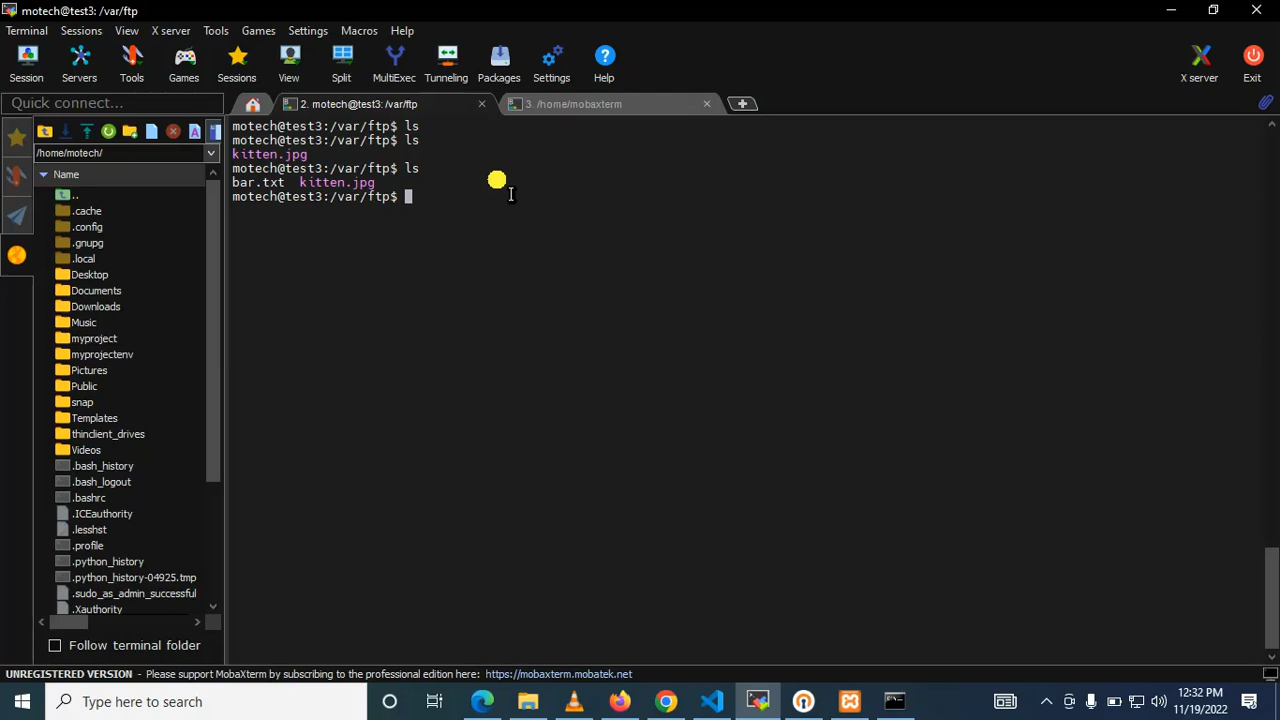 motech@test3: /var/ftp
Terminal Sessions View X server Tools Games Settings Macros Help
Session Servers Tools Games Sessions View Split MultiExec Tunneling Packages Settings Help X server Exit
Quick connect...
2. motech@test3: /var/ftp
3. /home/mobaxterm
/home/motech/
Name
..
.cache
.config
.gnupg
.local
Desktop
Documents
Downloads
Music
myproject
myprojectenv
Pictures
Public
snap
Templates
thinclient_drives
Videos
.bash_history
.bash_logout
.bashrc
.ICEauthority
.lesshst
.profile
.python_history
.python_history-04925.tmp
.sudo_as_admin_successful
.Xauthority
Follow terminal folder
motech@test3:/var/ftp$ ls
motech@test3:/var/ftp$ ls
kitten.jpg
motech@test3:/var/ftp$ ls
bar.txt kitten.jpg
motech@test3:/var/ftp$
UNREGISTERED VERSION - Please support MobaXterm by subscribing to the professional edition here: https://mobaxterm.mobatek.net
Type here to search
12:32 PM
11/19/2022